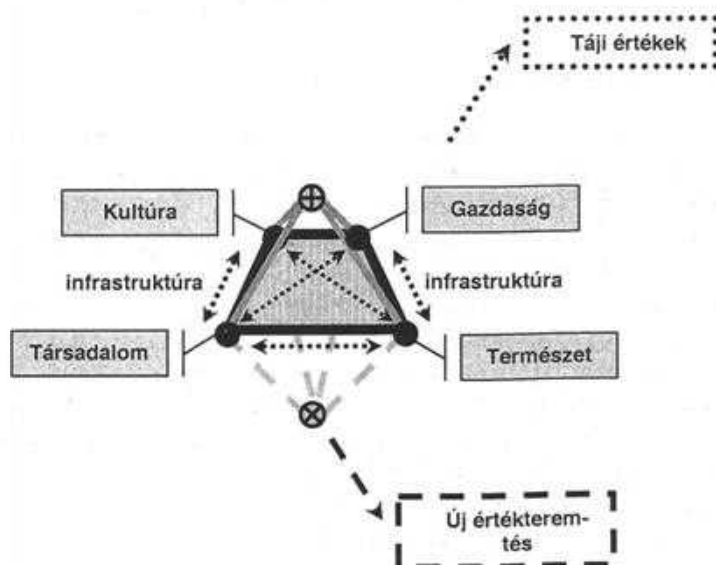 Táji értékek
Kultúra
Gazdaság
infrastruktúra
infrastruktúra
Társadalom
Természet
Új értékterem-
tés